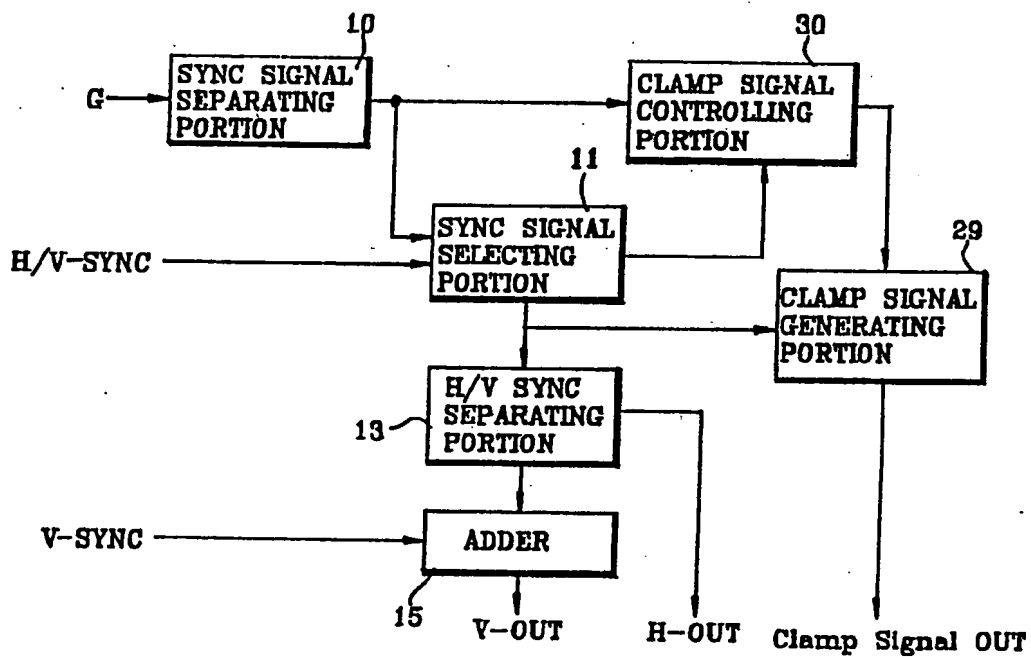 10
SYNC SIGNAL
SEPARATING
PORTION
G
30
CLAMP SIGNAL
CONTROLLING
PORTION
11
SYNC SIGNAL
SELECTING
PORTION
H/V-SYNC
29
CLAMP SIGNAL
GENERATING
PORTION
H/V SYNC
SEPARATING
PORTION
13
V-SYNC
ADDER
15
V-OUT
H-OUT
Clamp Signal OUT